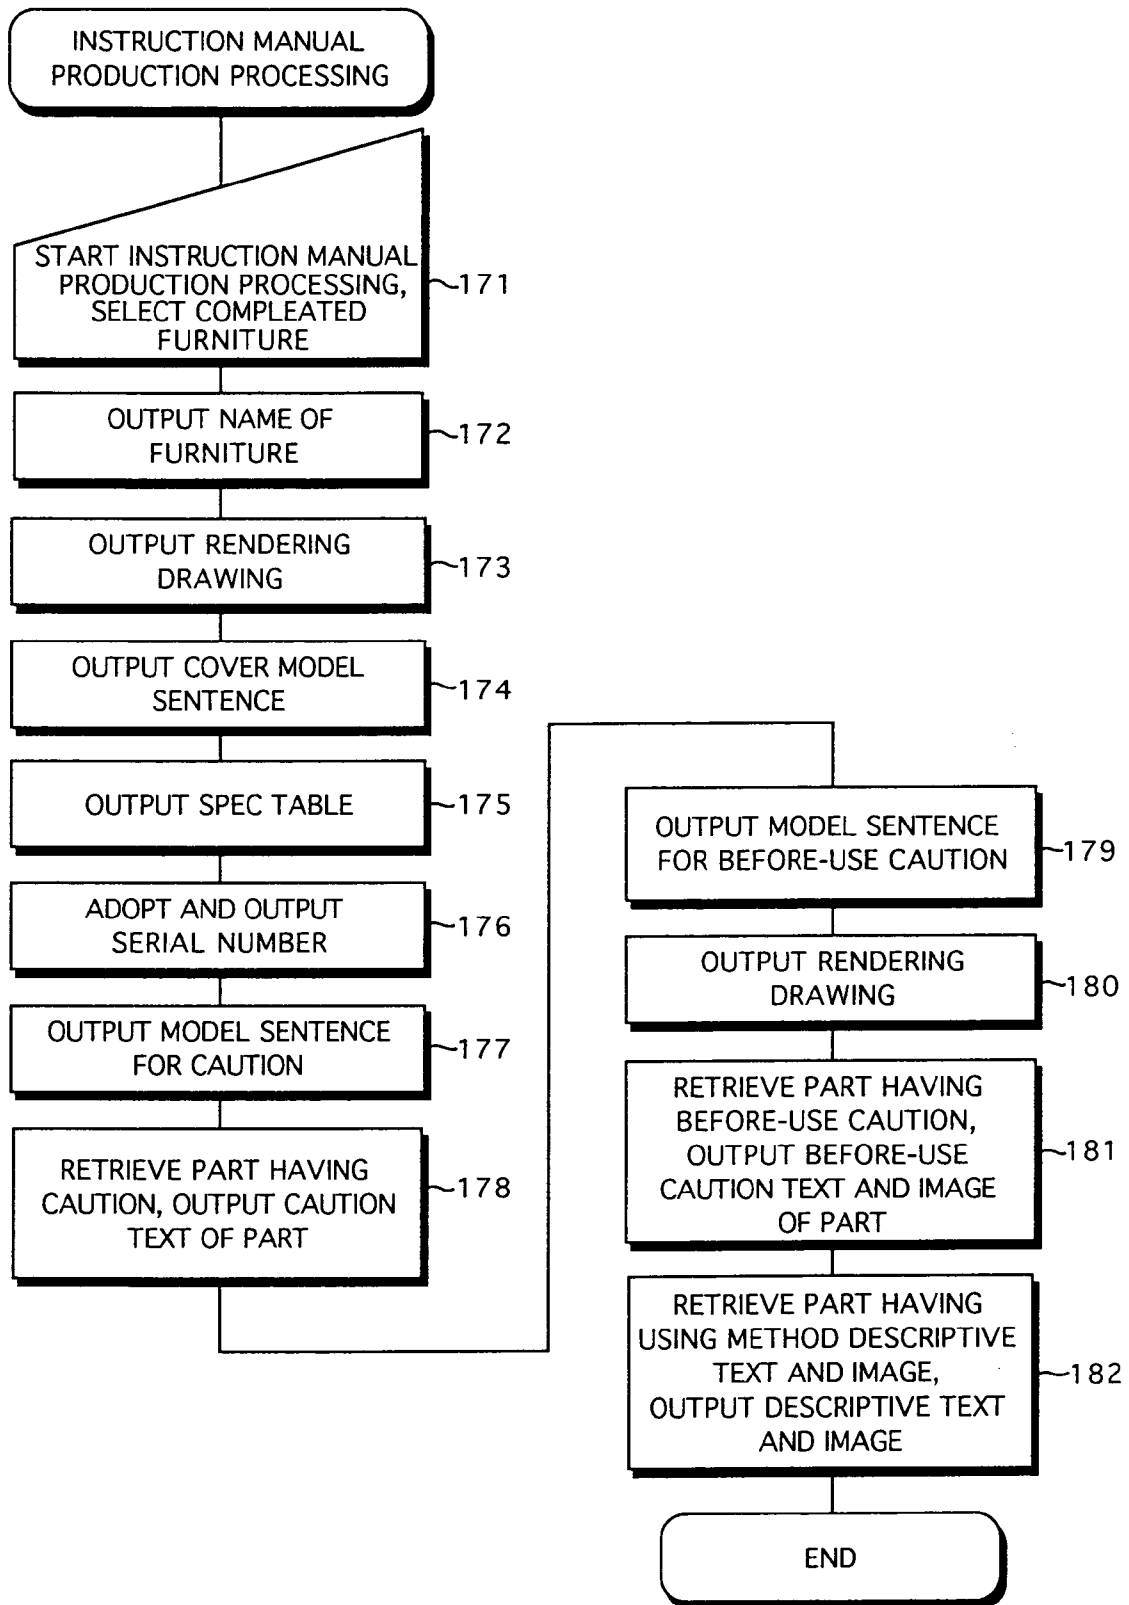 INSTRUCTION MANUAL
PRODUCTION PROCESSING
START INSTRUCTION MANUAL
PRODUCTION PROCESSING,
SELECT COMPLEATED
FURNITURE
171
OUTPUT NAME OF
FURNITURE
172
OUTPUT RENDERING
DRAWING
173
OUTPUT COVER MODEL
SENTENCE
174
OUTPUT SPEC TABLE
175
ADOPT AND OUTPUT
SERIAL NUMBER
176
OUTPUT MODEL SENTENCE
FOR CAUTION
177
RETRIEVE PART HAVING
CAUTION, OUTPUT CAUTION
TEXT OF PART
178
OUTPUT MODEL SENTENCE
FOR BEFORE-USE CAUTION
179
OUTPUT RENDERING
DRAWING
180
RETRIEVE PART HAVING
BEFORE-USE CAUTION,
OUTPUT BEFORE-USE
CAUTION TEXT AND IMAGE
OF PART
181
RETRIEVE PART HAVING
USING METHOD DESCRIPTIVE
TEXT AND IMAGE,
OUTPUT DESCRIPTIVE TEXT
AND IMAGE
182
END